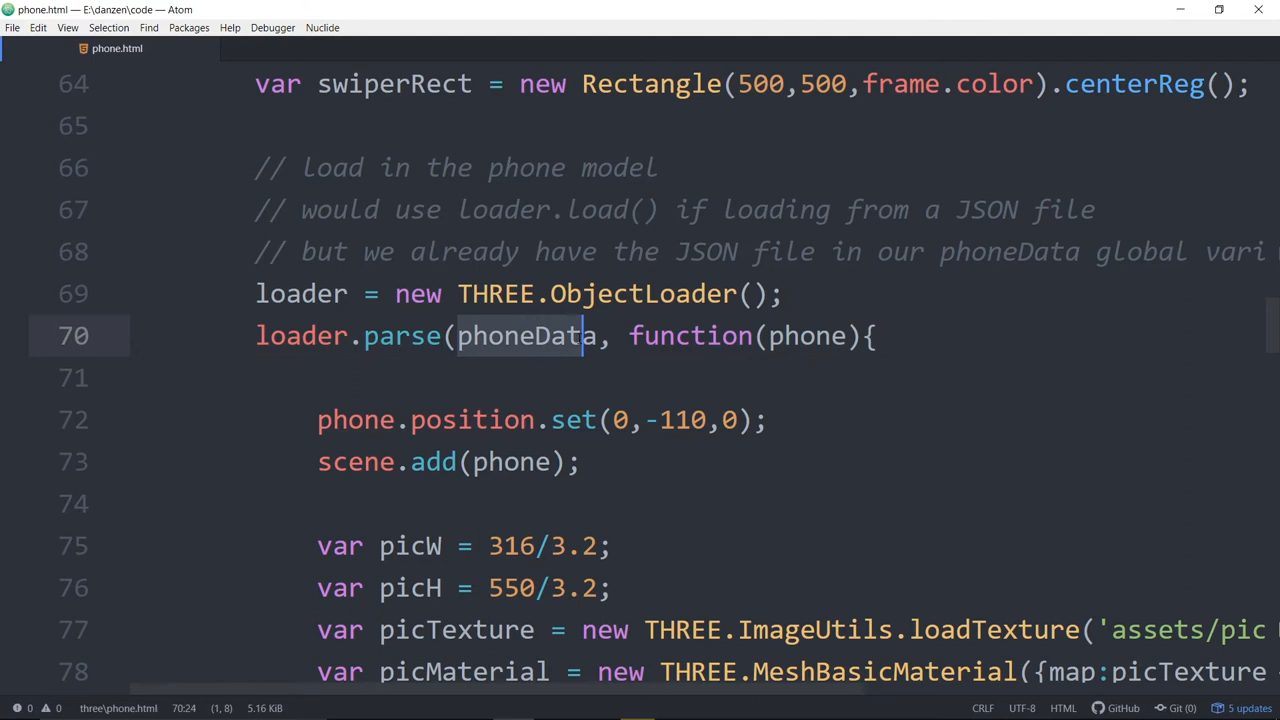 phone.html — E:\danzen\code — Atom
File Edit View Selection Find Packages Help Debugger Nuclide
phone.html
64 var swiperRect = new Rectangle(500,500,frame.color).centerReg();
65
66 // load in the phone model
67 // would use loader.load() if loading from a JSON file
68 // but we already have the JSON file in our phoneData global vari
69 loader = new THREE.ObjectLoader();
70 loader.parse(phoneData, function(phone){
71
72 phone.position.set(0,-110,0);
73 scene.add(phone);
74
75 var picW = 316/3.2;
76 var picH = 550/3.2;
77 var picTexture = new THREE.ImageUtils.loadTexture('assets/pic
78 var picMaterial = new THREE.MeshBasicMaterial({map:picTexture
0 0 three\phone.html 70:24 (1, 8) 5.16 KiB CRLF UTF-8 HTML GitHub Git (0) 5 updates